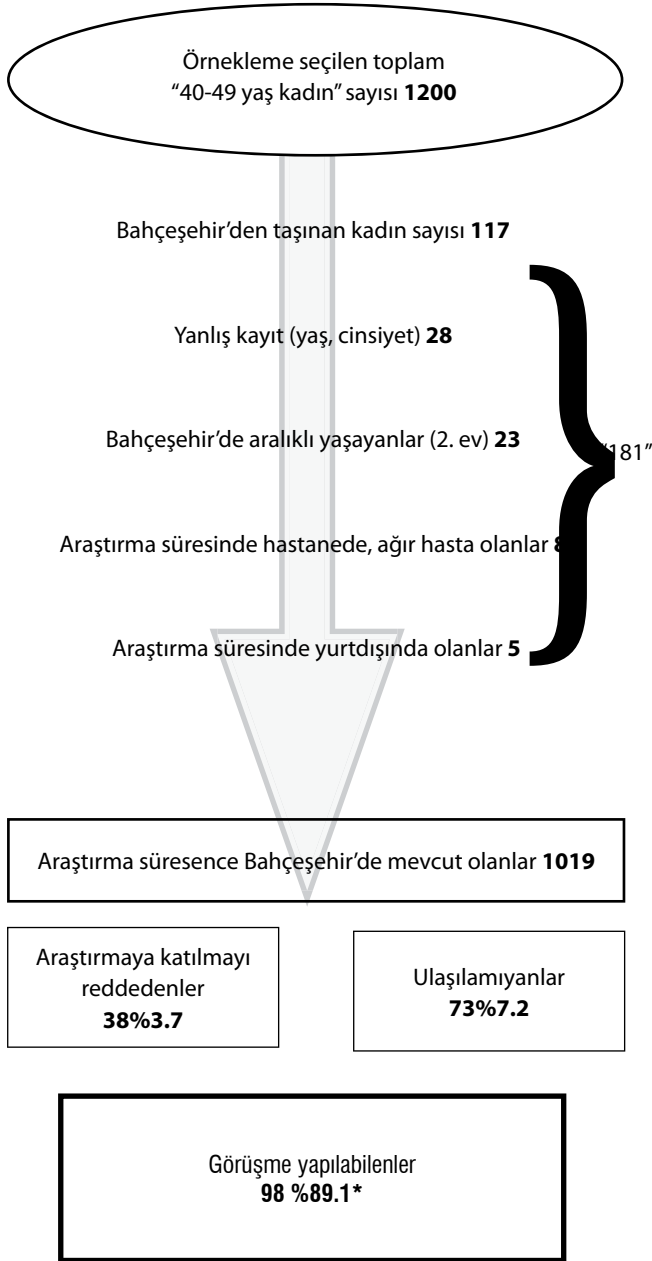 Örnekleme seçilen toplam
“40-49 yaş kadın” sayısı 1200
Bahçeşehir’den taşınan kadın sayısı 117
Yanlış kayıt (yaş, cinsiyet) 28
Bahçeşehir’de aralıklı yaşayanlar (2. ev) 23
“181”
Araştırma süresinde hastanede, ağır hasta olanlar 8
Araştırma süresinde yurtdışında olanlar 5
Araştırma süresence Bahçeşehir’de mevcut olanlar 1019
Araştırmaya katılmayı
reddedenler
38%3.7
Ulaşılamıyanlar
73%7.2
Görüşme yapılabilenler
98 %89.1*